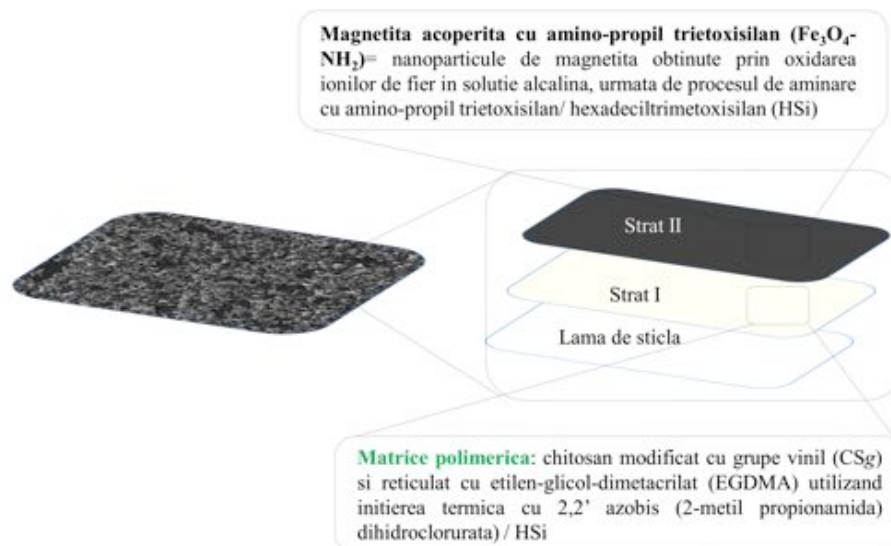 Magnetita acoperita cu amino-propil trietoxisilan (Fe₃O₄-
NH₂)= nanoparticule de magnetita obtinute prin oxidarea
ionilor de fier in solutie alcalina, urmata de procesul de aminare
cu amino-propil trietoxisilan/ hexadeciltrimetoxisilan (HSi)
Strat II
Strat I
Lama de sticla
Matrice polimerica: chitosan modificat cu grupe vinil (CSg)
si reticulat cu etilen-glicol-dimetacrilat (EGDMA) utilizand
initierea termica cu 2,2’ azobis (2-metil propionamida)
dihidroclorurata) / HSi